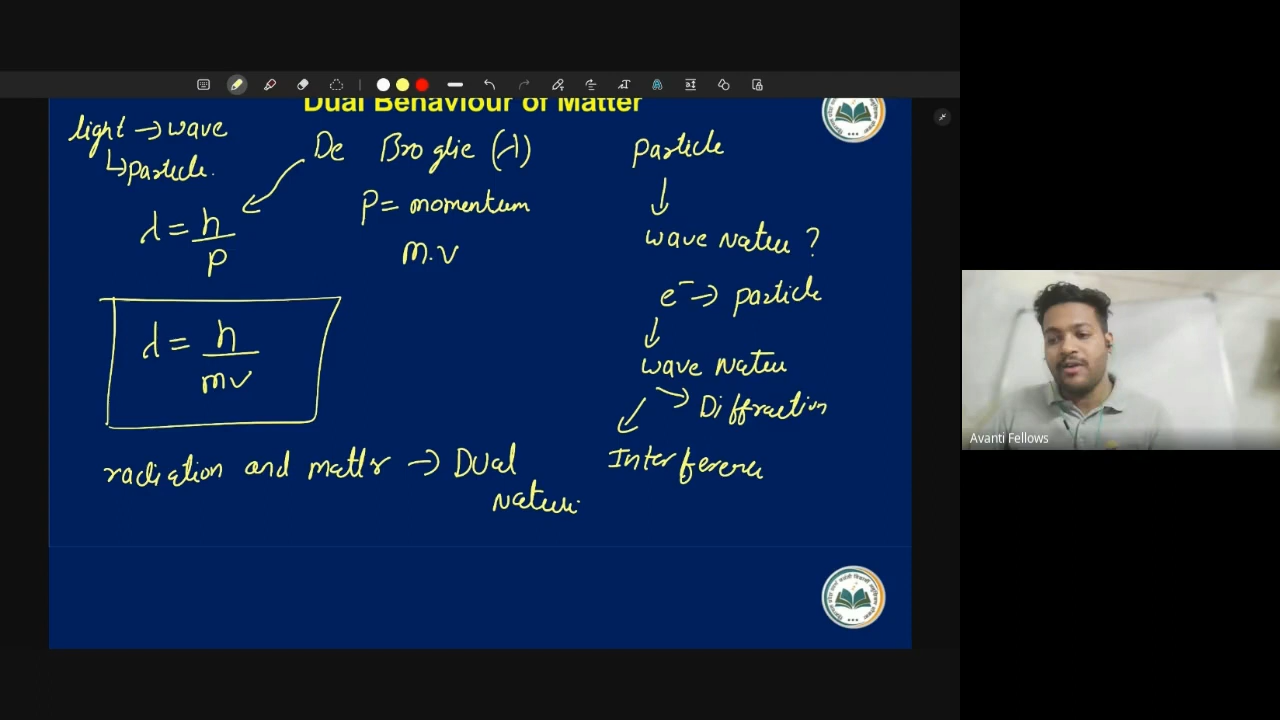 Dual Behaviour of Matter
light → wave
↳ particle.
De Broglie (λ)
λ = h / p
P = momentum
m.v
λ = h / mv
radiation and matter → Dual
Nature
particle
↓
wave Nature ?
e⁻ → particle
↓
wave Nature
→ Diffraction
Interference
Avanti Fellows